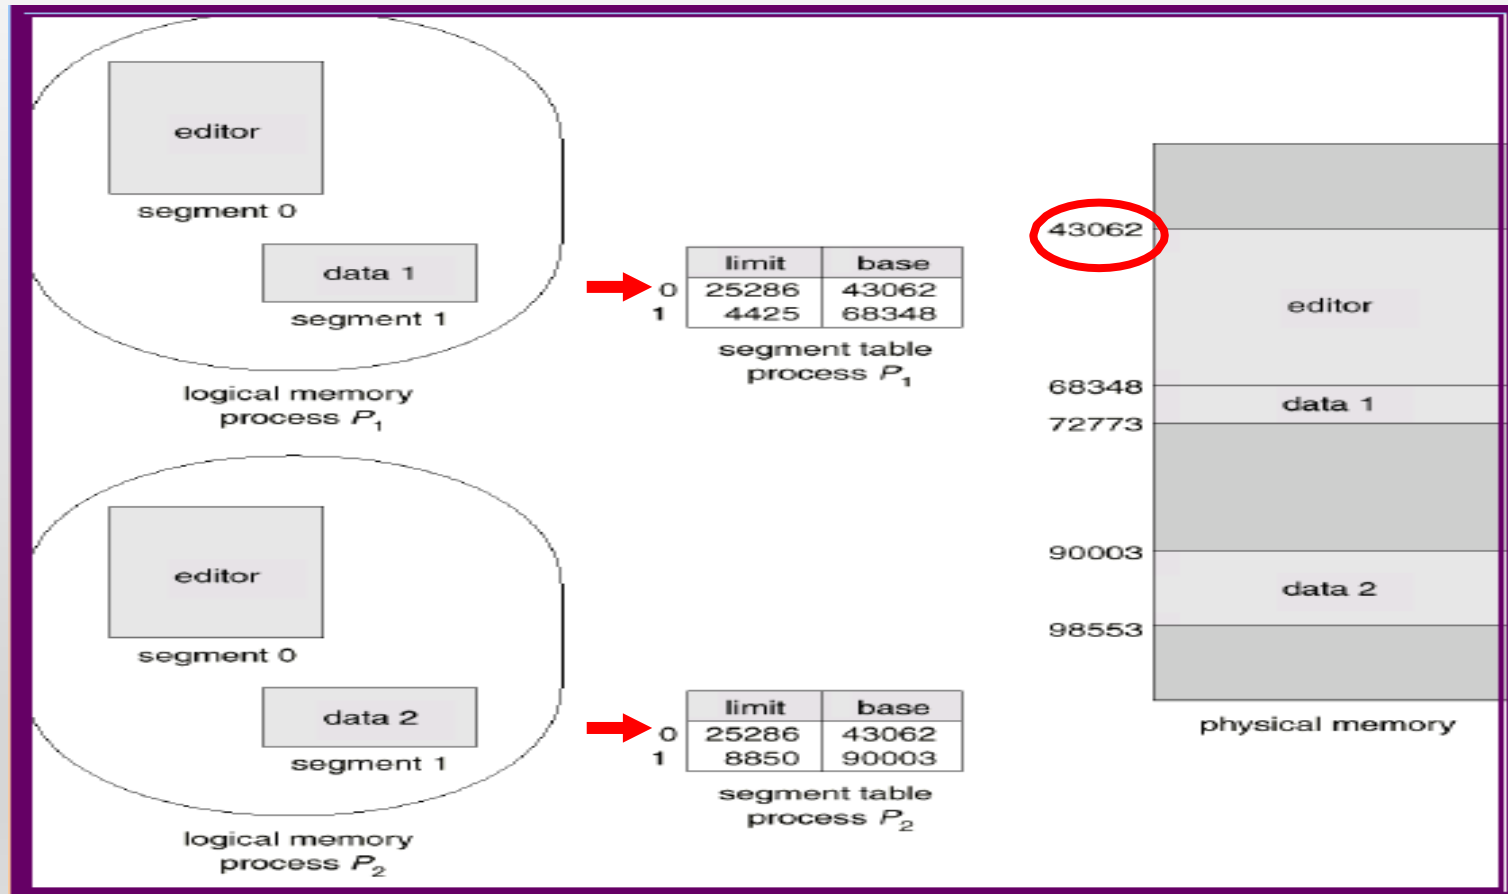 editor
segment 0
data 1
segment 1
logical memory
process P1
limit base
0 25286 43062
1 4425 68348
segment table
process P1
editor
segment 0
data 2
segment 1
logical memory
process P2
limit base
0 25286 43062
1 8850 90003
segment table
process P2
43062
editor
68348
data 1
72773
90003
data 2
98553
physical memory